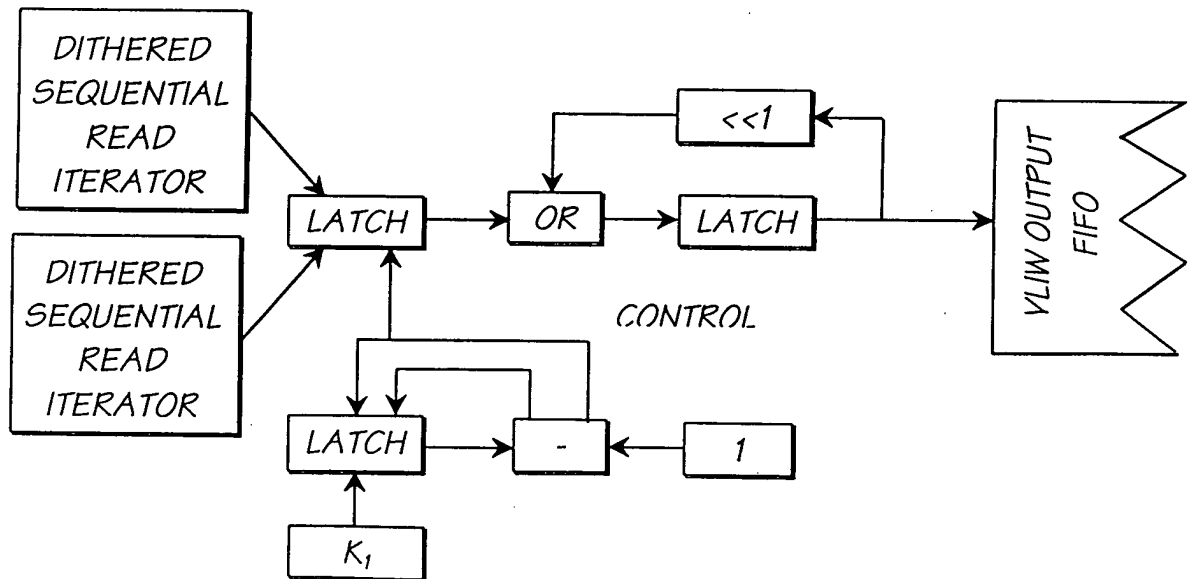 DITHERED
SEQUENTIAL
READ
ITERATOR
<<1
LATCH
OR
LATCH
VLIW OUTPUT
FIFO
DITHERED
SEQUENTIAL
READ
ITERATOR
CONTROL
LATCH
-
1
K₁